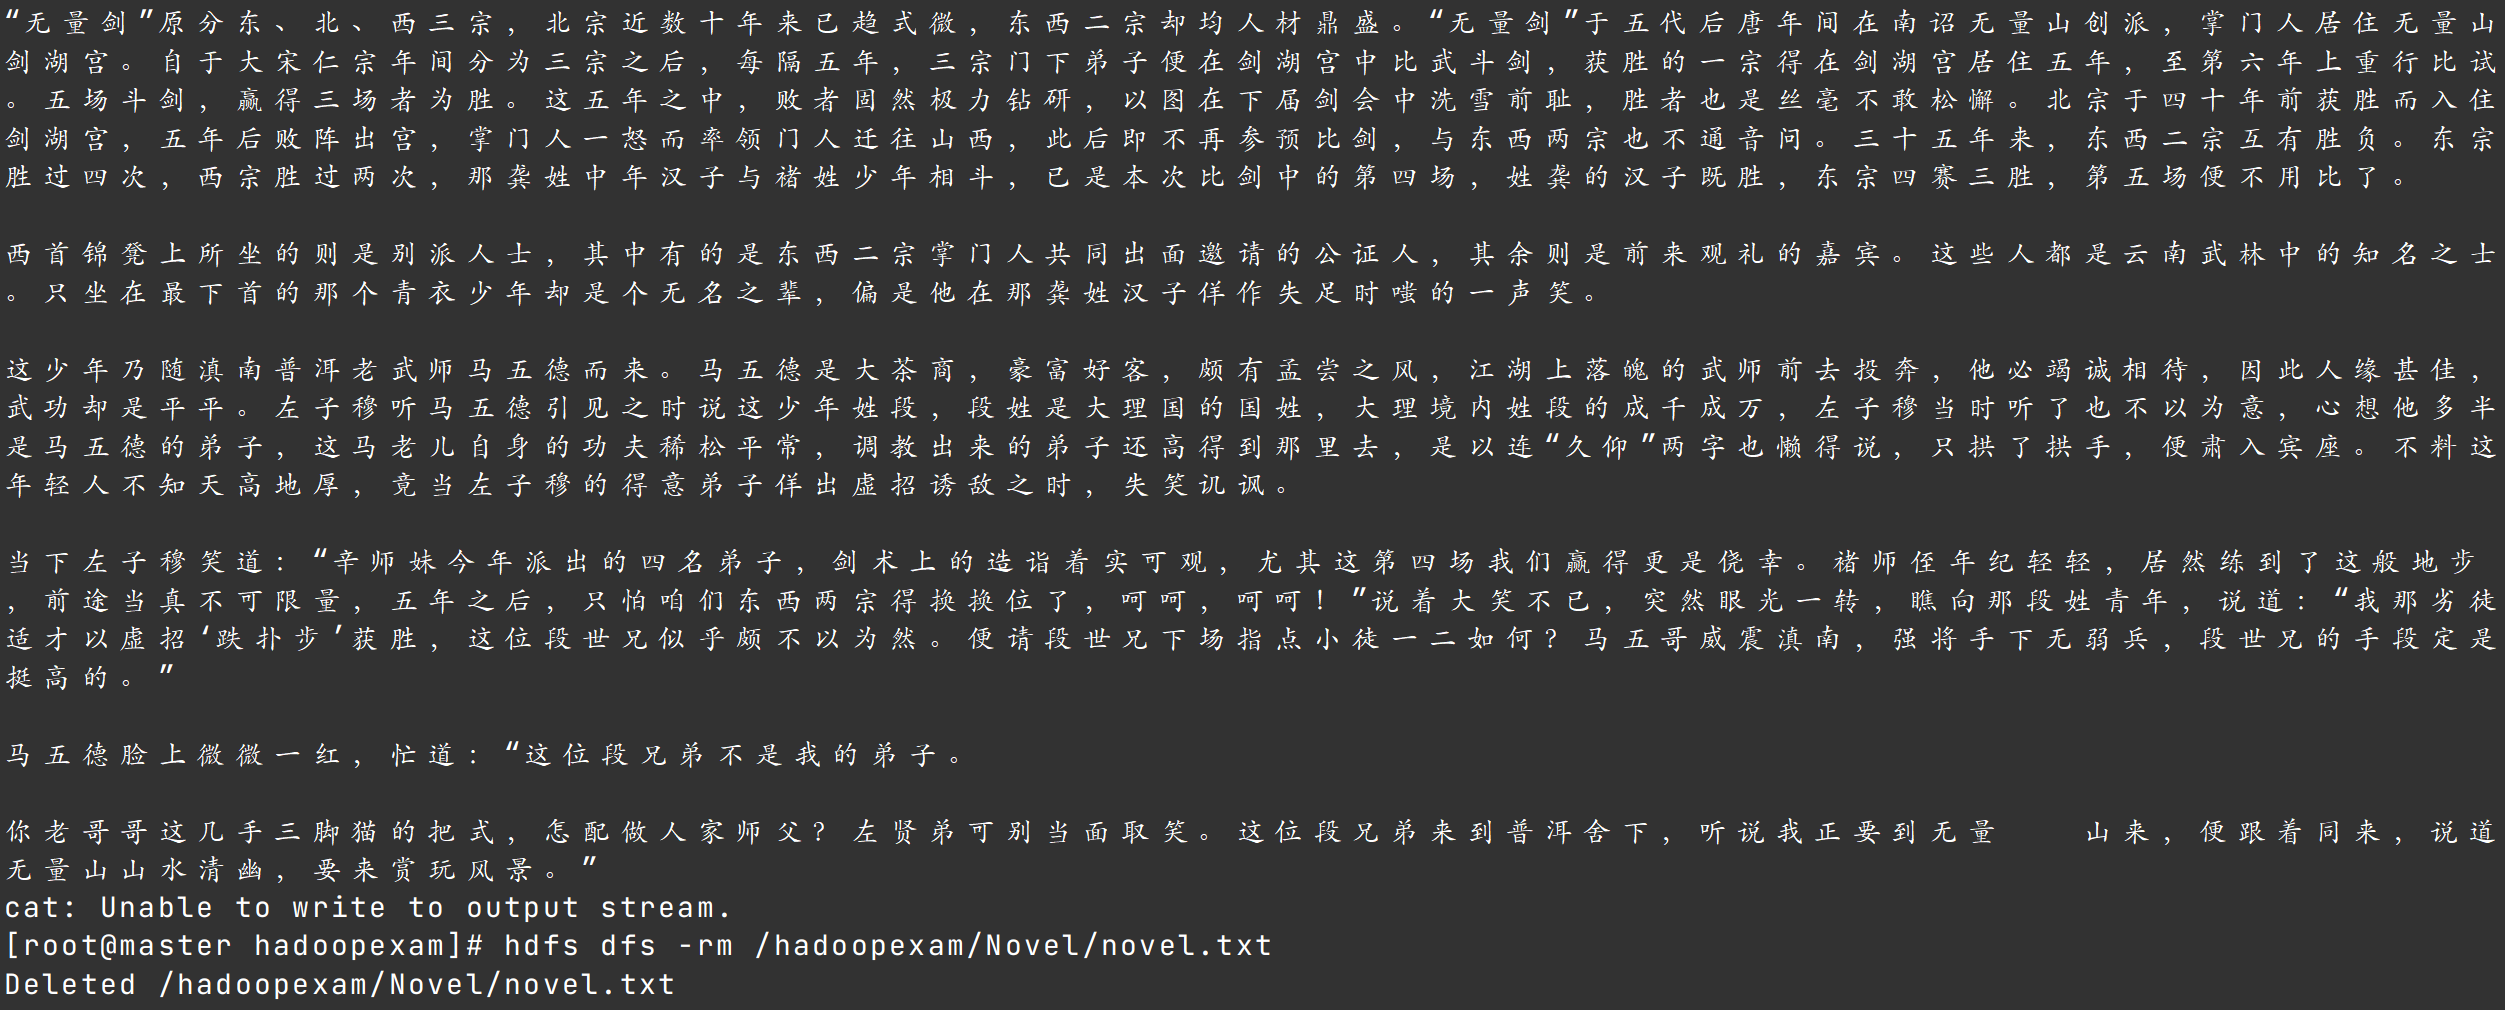 “无量剑”原分东、北、西三宗，北宗近数十年来已趋式微，东西二宗却均人材鼎盛。“无量剑”于五代后唐年间在南诏无量山创派，掌门人居住无量山
剑湖宫。自于大宋仁宗年间分为三宗之后，每隔五年，三宗门下弟子便在剑湖宫中比武斗剑，获胜的一宗得在剑湖宫居住五年，至第六年上重行比试
。五场斗剑，赢得三场者为胜。这五年之中，败者固然极力钻研，以图在下届剑会中洗雪前耻，胜者也是丝毫不敢松懈。北宗于四十年前获胜而入住
剑湖宫，五年后败阵出宫，掌门人一怒而率领门人迁往山西，此后即不再参预比剑，与东西两宗也不通音问。三十五年来，东西二宗互有胜负。东宗
胜过四次，西宗胜过两次，那龚姓中年汉子与褚姓少年相斗，已是本次比剑中的第四场，姓龚的汉子既胜，东宗四赛三胜，第五场便不用比了。
西首锦凳上所坐的则是别派人士，其中有的是东西二宗掌门人共同出面邀请的公证人，其余则是前来观礼的嘉宾。这些人都是云南武林中的知名之士
。只坐在最下首的那个青衣少年却是个无名之辈，偏是他在那龚姓汉子佯作失足时嗤的一声笑。
这少年乃随滇南普洱老武师马五德而来。马五德是大茶商，豪富好客，颇有孟尝之风，江湖上落魄的武师前去投奔，他必竭诚相待，因此人缘甚佳，
武功却是平平。左子穆听马五德引见之时说这少年姓段，段姓是大理国的国姓，大理境内姓段的成千成万，左子穆当时听了也不以为意，心想他多半
是马五德的弟子，这马老儿自身的功夫稀松平常，调教出来的弟子还高得到那里去，是以连“久仰”两字也懒得说，只拱了拱手，便肃入宾座。不料这
年轻人不知天高地厚，竟当左子穆的得意弟子佯出虚招诱敌之时，失笑讥讽。
当下左子穆笑道：“辛师妹今年派出的四名弟子，剑术上的造诣着实可观，尤其这第四场我们赢得更是侥幸。褚师侄年纪轻轻，居然练到了这般地步
，前途当真不可限量，五年之后，只怕咱们东西两宗得换换位了，呵呵，呵呵！”说着大笑不已，突然眼光一转，瞧向那段姓青年，说道：“我那劣徒
适才以虚招‘跌扑步’获胜，这位段世兄似乎颇不以为然。便请段世兄下场指点小徒一二如何？马五哥威震滇南，强将手下无弱兵，段世兄的手段定是
挺高的。”
马五德脸上微微一红，忙道：“这位段兄弟不是我的弟子。
你老哥哥这几手三脚猫的把式，怎配做人家师父？左贤弟可别当面取笑。这位段兄弟来到普洱舍下，听说我正要到无量　　山来，便跟着同来，说道
无量山山水清幽，要来赏玩风景。”
cat: Unable to write to output stream.
[root@master hadoopexam]# hdfs dfs -rm /hadoopexam/Novel/novel.txt
Deleted /hadoopexam/Novel/novel.txt